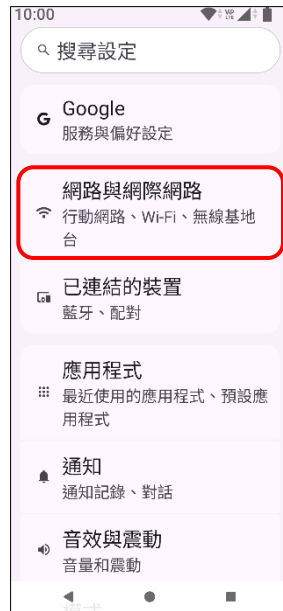 10:00
搜尋設定
Google
服務與偏好設定
網路與網際網路
行動網路、Wi-Fi、無線基地
台
已連結的裝置
藍牙、配對
應用程式
最近使用的應用程式、預設應
用程式
通知
通知記錄、對話
音效與震動
音量和震動
模式